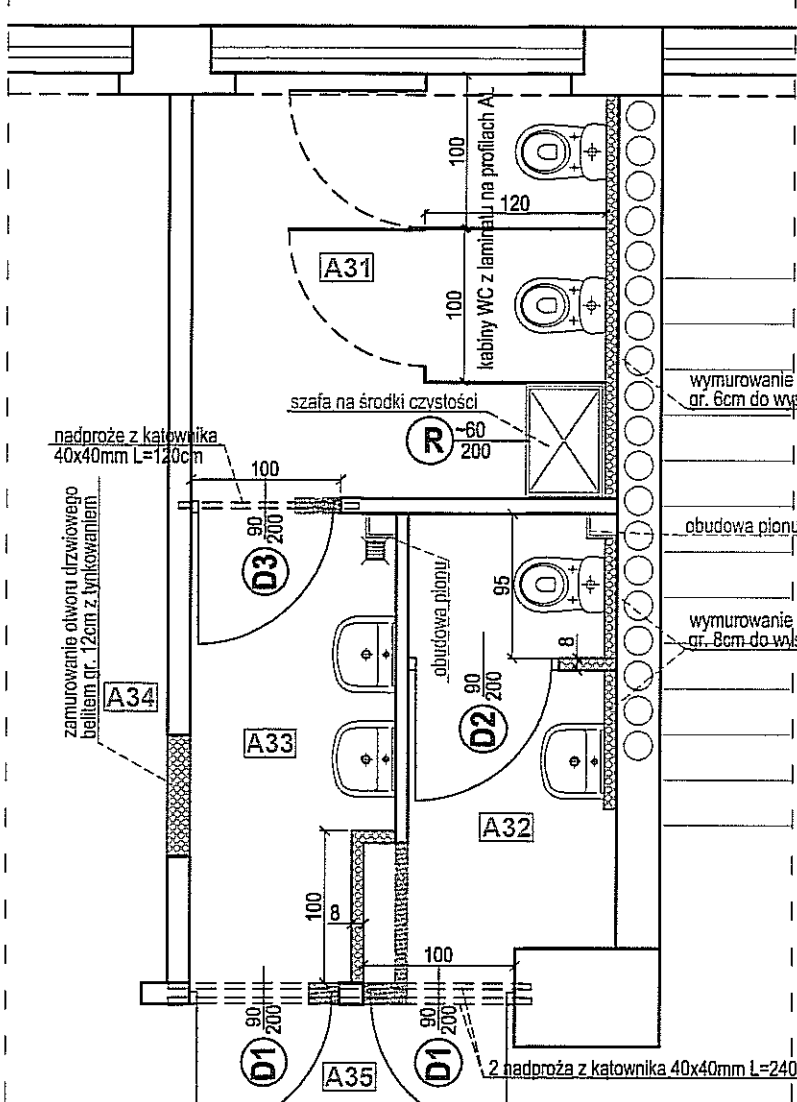 100
kabiny WC z laminatu na profilach AL
120
A31
100
szafa na środki czystości
R ~60
200
wymurowanie
gr. 6cm do wys
nadproże z kątownika
40x40mm L=120cm
100
90
200
D3
zamurowanie otworu drzwiowego
belitem gr. 12cm z tynkowaniem
A34
obudowa pionu
95
obudowa pionu
8
wymurowanie
gr. 8cm do wys
90
200
D2
A33
A32
100
8
100
90
200
D1
A35
90
200
D1
2 nadproża z kątownika 40x40mm L=240